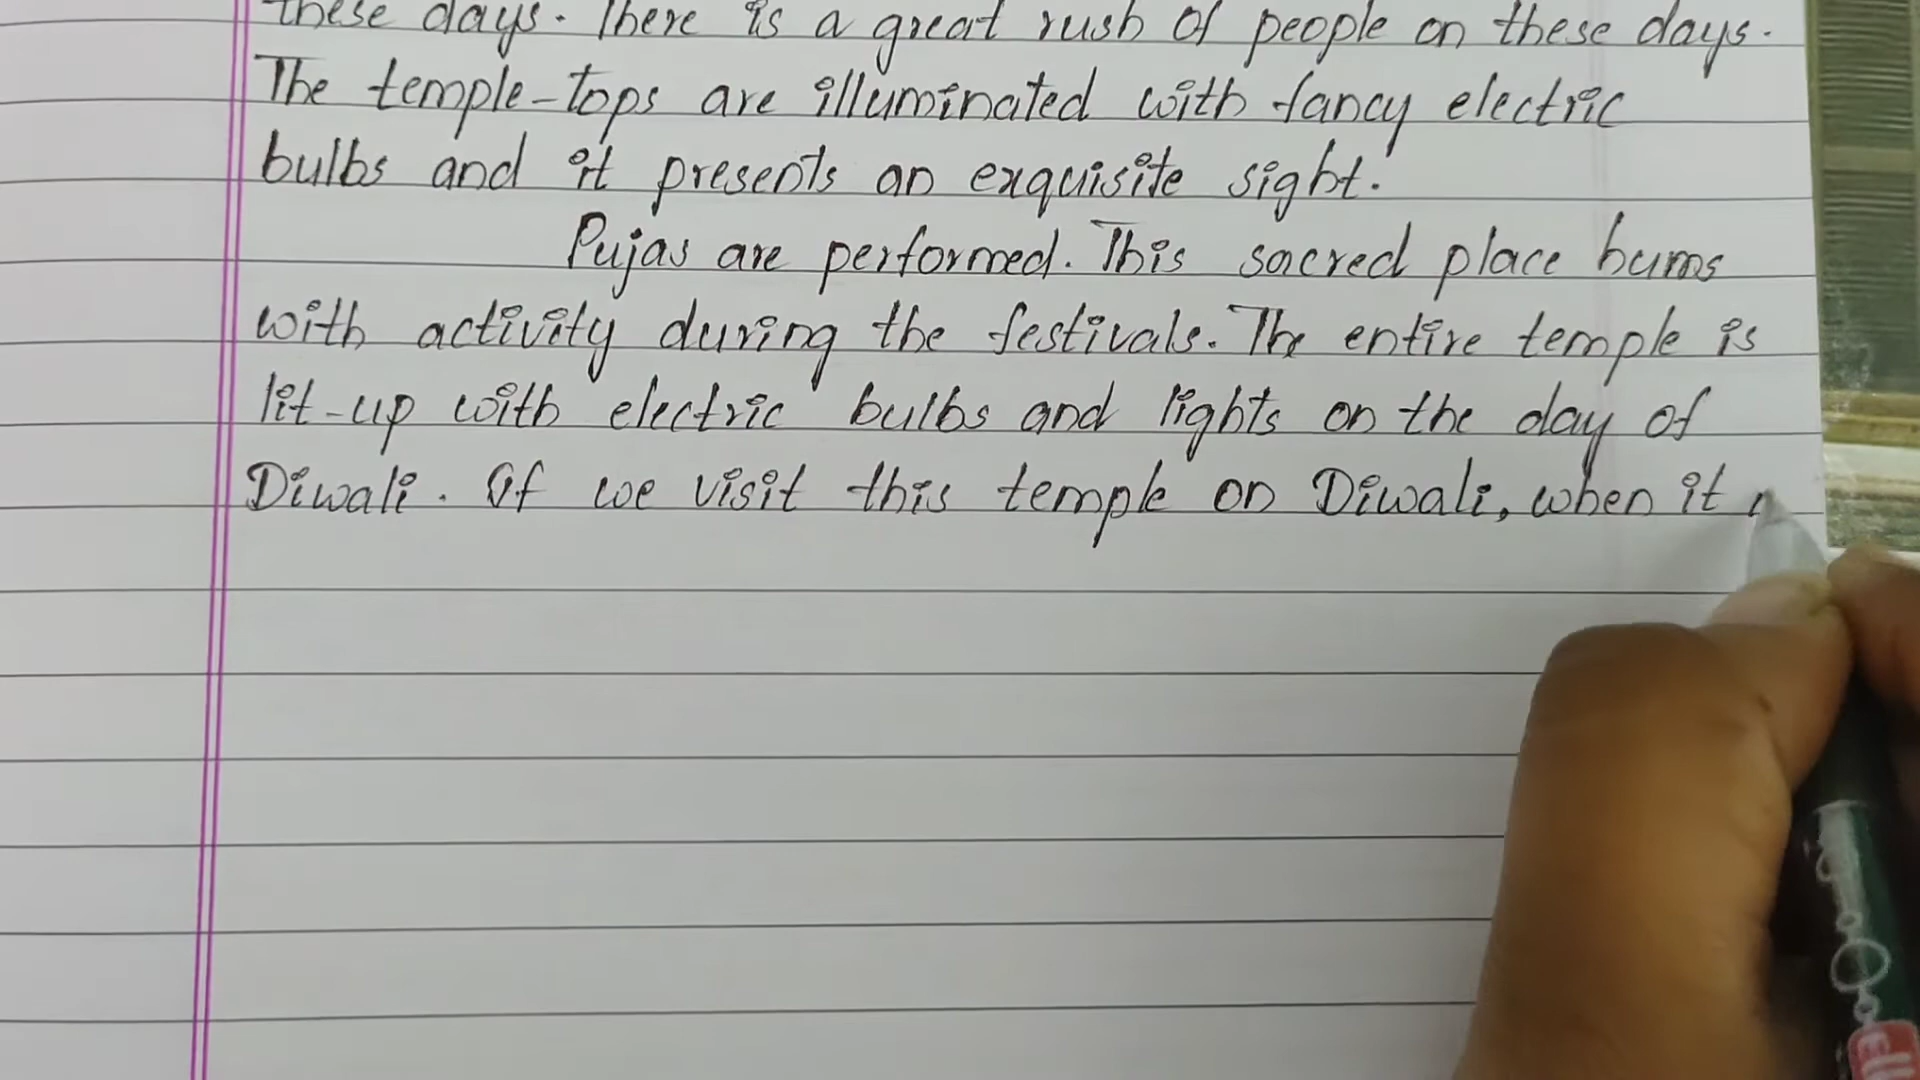 these days. There is a great rush of people on these days.
The temple-tops are illuminated with fancy electric
bulbs and it presents an exquisite sight.
Pujas are performed. This sacred place hums
with activity during the festivals. The entire temple is
lit-up with electric bulbs and lights on the day of
Diwali. If we visit this temple on Diwali, when it